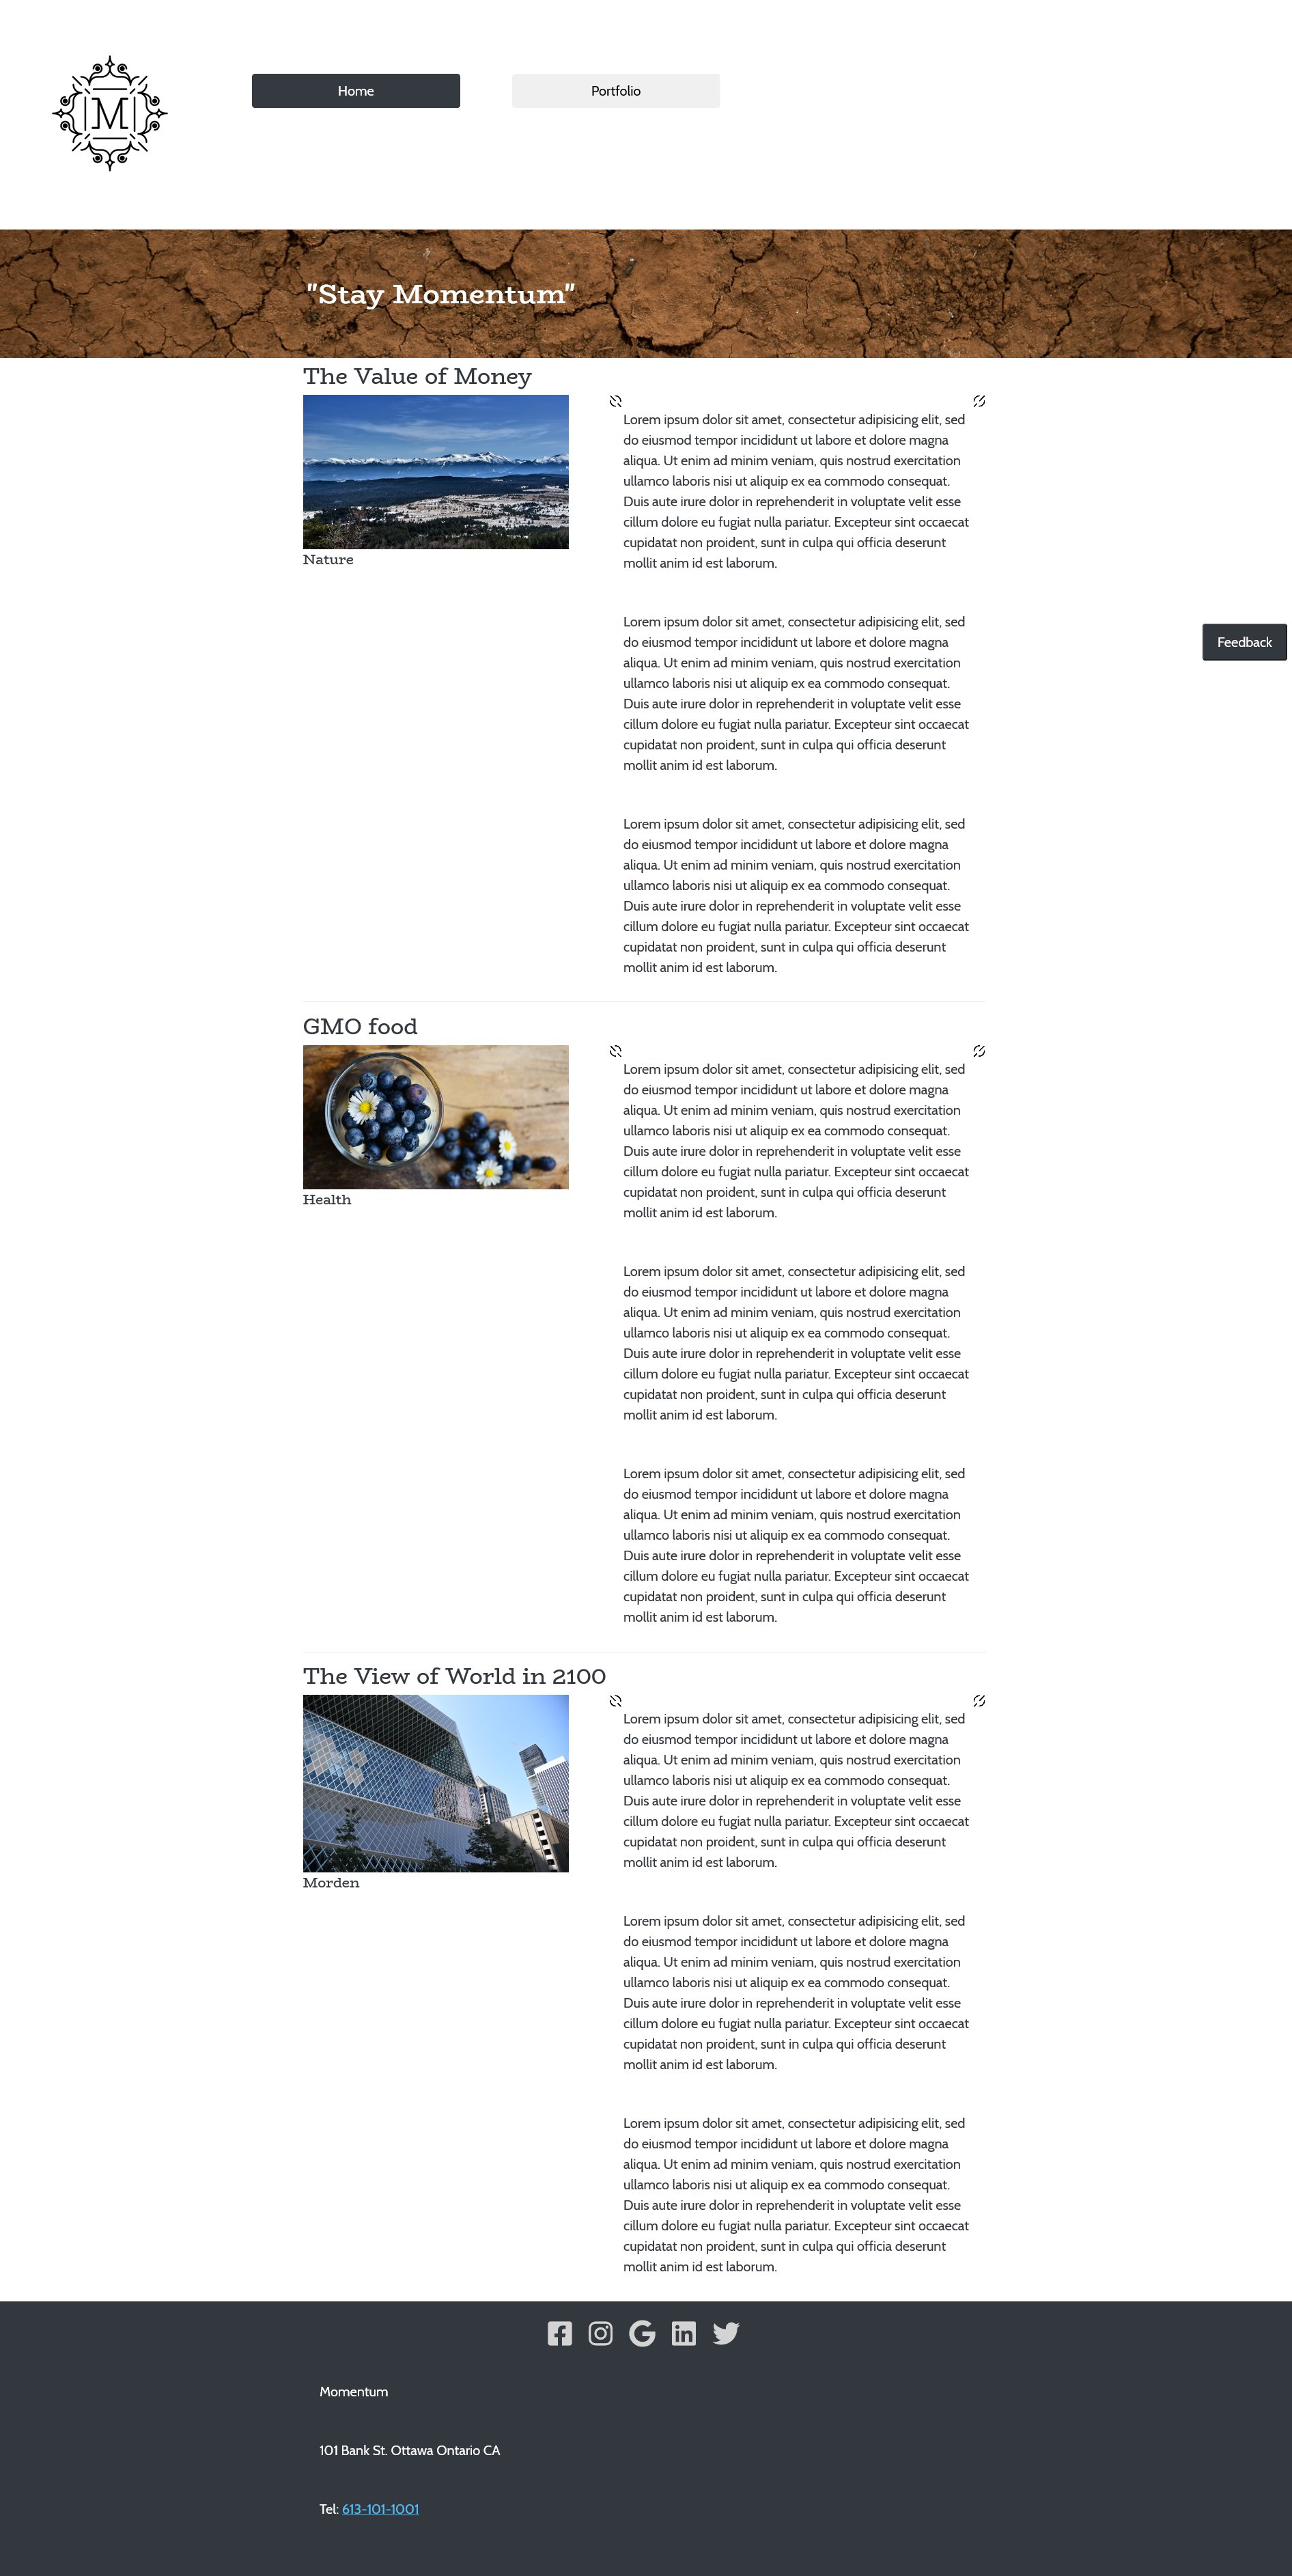 M
Home
Portfolio
"Stay Momentum"
The Value of Money
Nature
Lorem ipsum dolor sit amet, consectetur adipisicing elit, sed
do eiusmod tempor incididunt ut labore et dolore magna
aliqua. Ut enim ad minim veniam, quis nostrud exercitation
ullamco laboris nisi ut aliquip ex ea commodo consequat.
Duis aute irure dolor in reprehenderit in voluptate velit esse
cillum dolore eu fugiat nulla pariatur. Excepteur sint occaecat
cupidatat non proident, sunt in culpa qui officia deserunt
mollit anim id est laborum.
Lorem ipsum dolor sit amet, consectetur adipisicing elit, sed
do eiusmod tempor incididunt ut labore et dolore magna
aliqua. Ut enim ad minim veniam, quis nostrud exercitation
ullamco laboris nisi ut aliquip ex ea commodo consequat.
Duis aute irure dolor in reprehenderit in voluptate velit esse
cillum dolore eu fugiat nulla pariatur. Excepteur sint occaecat
cupidatat non proident, sunt in culpa qui officia deserunt
mollit anim id est laborum.
Feedback
Lorem ipsum dolor sit amet, consectetur adipisicing elit, sed
do eiusmod tempor incididunt ut labore et dolore magna
aliqua. Ut enim ad minim veniam, quis nostrud exercitation
ullamco laboris nisi ut aliquip ex ea commodo consequat.
Duis aute irure dolor in reprehenderit in voluptate velit esse
cillum dolore eu fugiat nulla pariatur. Excepteur sint occaecat
cupidatat non proident, sunt in culpa qui officia deserunt
mollit anim id est laborum.
GMO food
Health
Lorem ipsum dolor sit amet, consectetur adipisicing elit, sed
do eiusmod tempor incididunt ut labore et dolore magna
aliqua. Ut enim ad minim veniam, quis nostrud exercitation
ullamco laboris nisi ut aliquip ex ea commodo consequat.
Duis aute irure dolor in reprehenderit in voluptate velit esse
cillum dolore eu fugiat nulla pariatur. Excepteur sint occaecat
cupidatat non proident, sunt in culpa qui officia deserunt
mollit anim id est laborum.
Lorem ipsum dolor sit amet, consectetur adipisicing elit, sed
do eiusmod tempor incididunt ut labore et dolore magna
aliqua. Ut enim ad minim veniam, quis nostrud exercitation
ullamco laboris nisi ut aliquip ex ea commodo consequat.
Duis aute irure dolor in reprehenderit in voluptate velit esse
cillum dolore eu fugiat nulla pariatur. Excepteur sint occaecat
cupidatat non proident, sunt in culpa qui officia deserunt
mollit anim id est laborum.
Lorem ipsum dolor sit amet, consectetur adipisicing elit, sed
do eiusmod tempor incididunt ut labore et dolore magna
aliqua. Ut enim ad minim veniam, quis nostrud exercitation
ullamco laboris nisi ut aliquip ex ea commodo consequat.
Duis aute irure dolor in reprehenderit in voluptate velit esse
cillum dolore eu fugiat nulla pariatur. Excepteur sint occaecat
cupidatat non proident, sunt in culpa qui officia deserunt
mollit anim id est laborum.
The View of World in 2100
Morden
Lorem ipsum dolor sit amet, consectetur adipisicing elit, sed
do eiusmod tempor incididunt ut labore et dolore magna
aliqua. Ut enim ad minim veniam, quis nostrud exercitation
ullamco laboris nisi ut aliquip ex ea commodo consequat.
Duis aute irure dolor in reprehenderit in voluptate velit esse
cillum dolore eu fugiat nulla pariatur. Excepteur sint occaecat
cupidatat non proident, sunt in culpa qui officia deserunt
mollit anim id est laborum.
Lorem ipsum dolor sit amet, consectetur adipisicing elit, sed
do eiusmod tempor incididunt ut labore et dolore magna
aliqua. Ut enim ad minim veniam, quis nostrud exercitation
ullamco laboris nisi ut aliquip ex ea commodo consequat.
Duis aute irure dolor in reprehenderit in voluptate velit esse
cillum dolore eu fugiat nulla pariatur. Excepteur sint occaecat
cupidatat non proident, sunt in culpa qui officia deserunt
mollit anim id est laborum.
Lorem ipsum dolor sit amet, consectetur adipisicing elit, sed
do eiusmod tempor incididunt ut labore et dolore magna
aliqua. Ut enim ad minim veniam, quis nostrud exercitation
ullamco laboris nisi ut aliquip ex ea commodo consequat.
Duis aute irure dolor in reprehenderit in voluptate velit esse
cillum dolore eu fugiat nulla pariatur. Excepteur sint occaecat
cupidatat non proident, sunt in culpa qui officia deserunt
mollit anim id est laborum.
Momentum
101 Bank St. Ottawa Ontario CA
Tel: 613-101-1001